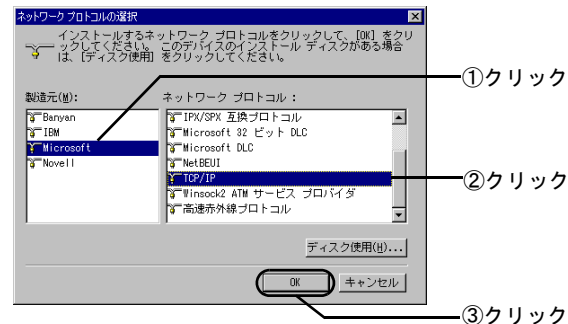 ネットワーク プロトコルの選択
インストールするネットワーク プロトコルをクリックして、[OK] をクリ
ックしてください。 このデバイスのインストール ディスクがある場合
は、[ディスク使用] をクリックしてください。
①クリック
製造元(M):
ネットワーク プロトコル :
Banyan
IBM
Microsoft
Novell
IPX/SPX 互換プロトコル
Microsoft 32 ビット DLC
Microsoft DLC
NetBEUI
TCP/IP
Winsock2 ATM サービス プロバイダ
高速赤外線プロトコル
②クリック
ディスク使用(H)...
OK
キャンセル
③クリック